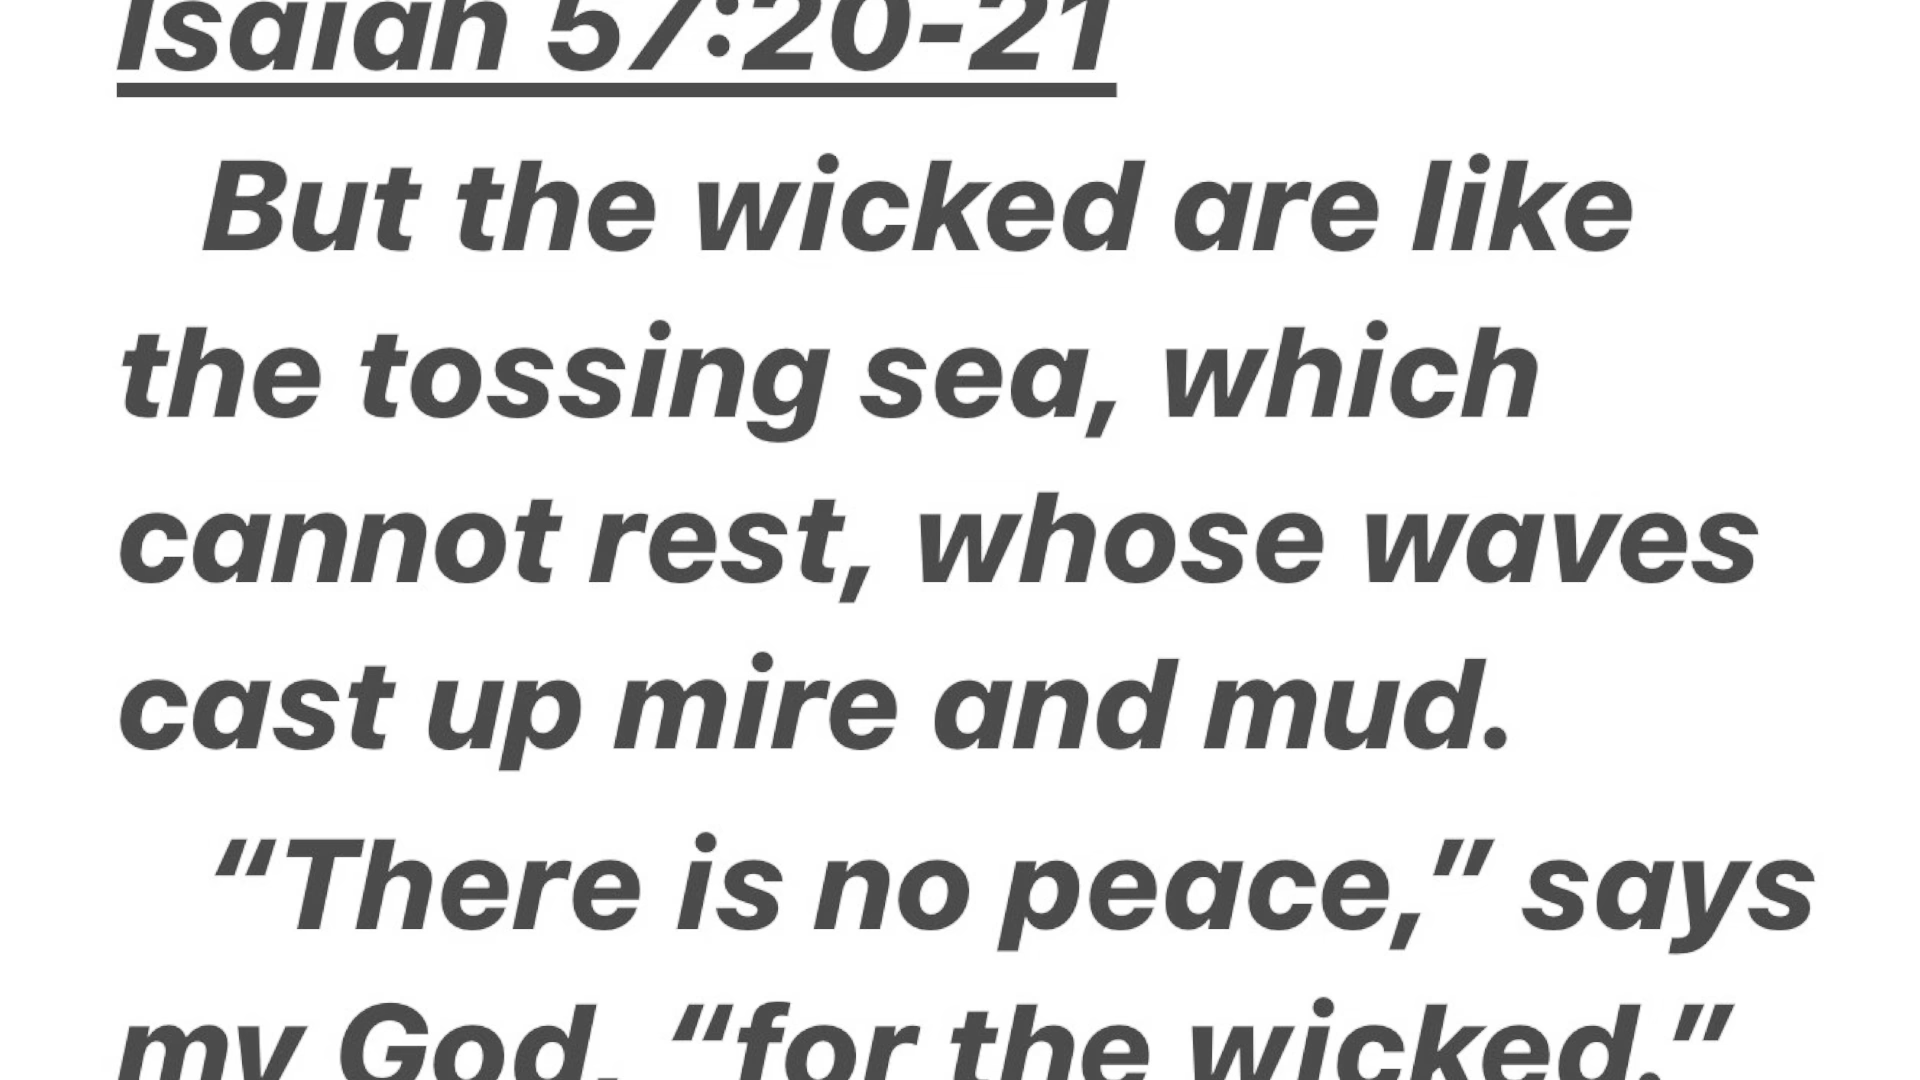 Isaiah 57:20-21
But the wicked are like
the tossing sea, which
cannot rest, whose waves
cast up mire and mud.
“There is no peace,” says
my God, “for the wicked.”